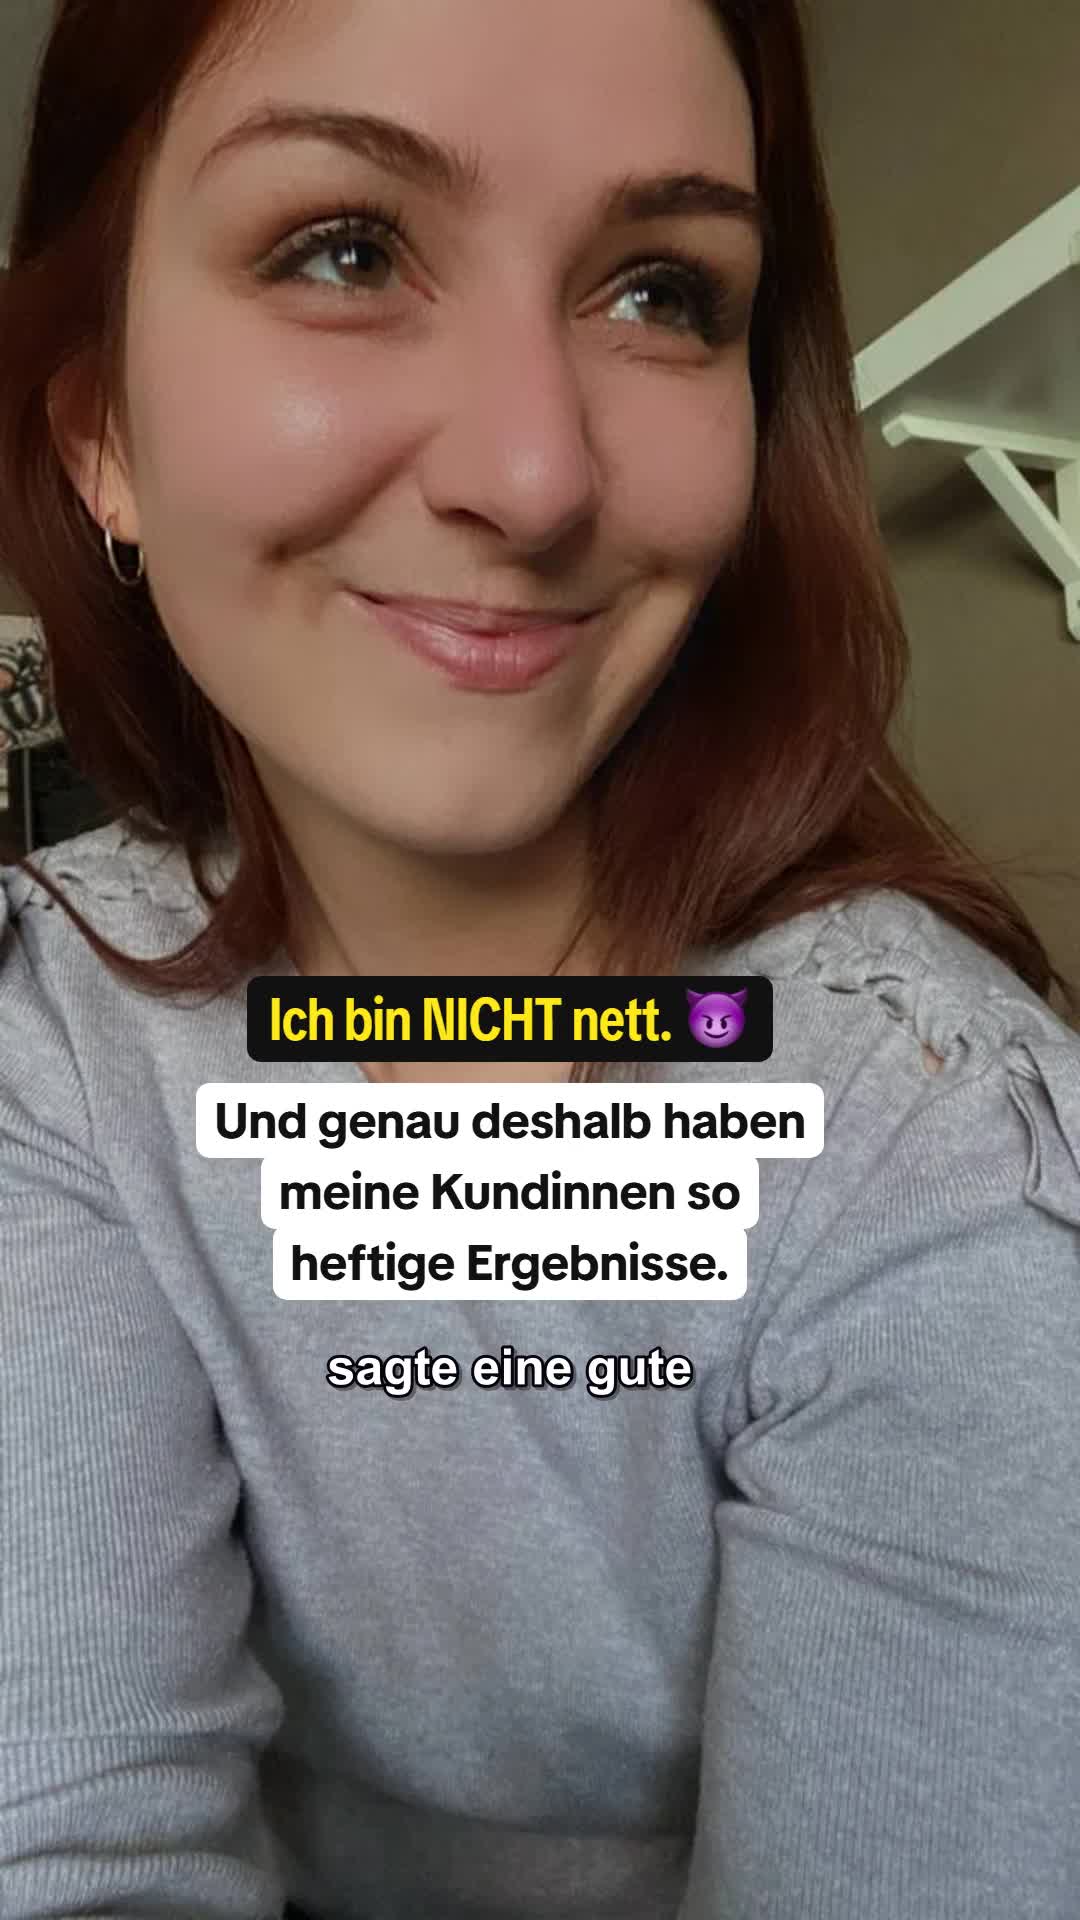 Ich bin NICHT nett. 😈
Und genau deshalb haben
meine Kundinnen so
heftige Ergebnisse.
sagte eine gute